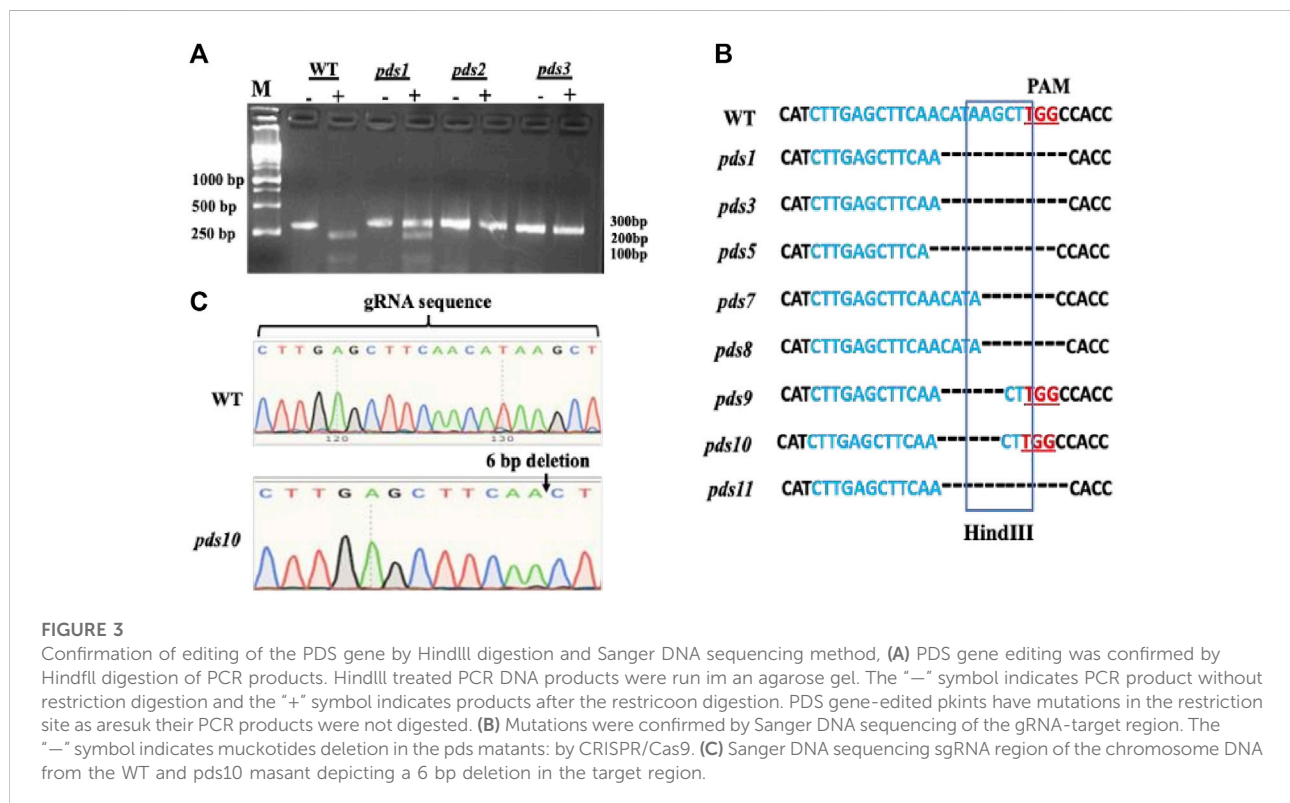 A
WT pds1 pds2 pds3
M - + - + - + - +
1000 bp
500 bp
250 bp
300bp
200bp
100bp
B
PAM
WT CATCTTGAGCTTCAACATAAGCTTGGCCACC
pds1 CATCTTGAGCTTCAA------------CACC
pds3 CATCTTGAGCTTCAA------------CACC
pds5 CATCTTGAGCTTCA------------CCACC
pds7 CATCTTGAGCTTCAACATA-------CCACC
pds8 CATCTTGAGCTTCAACATA--------CACC
pds9 CATCTTGAGCTTCAA------CTTGGCCACC
pds10 CATCTTGAGCTTCAA------CTTGGCCACC
pds11 CATCTTGAGCTTCAA------------CACC
HindIII
C
gRNA sequence
C T T G A G C T T C A A C A T A A G C T
WT
120 130
6 bp deletion
C T T G A G C T T C A A C T
pds10
FIGURE 3
Confirmation of editing of the PDS gene by Hindlll digestion and Sanger DNA sequencing method, (A) PDS gene editing was confirmed by
Hindfll digestion of PCR products. Hindlll treated PCR DNA products were run im an agarose gel. The "—" symbol indicates PCR product without
restriction digestion and the "+" symbol indicates products after the restricoon digestion. PDS gene-edited pkints have mutations in the restriction
site as aresuk their PCR products were not digested. (B) Mutations were confirmed by Sanger DNA sequencing of the gRNA-target region. The
"—" symbol indicates muckotides deletion in the pds matants: by CRISPR/Cas9. (C) Sanger DNA sequencing sgRNA region of the chromosome DNA
from the WT and pds10 masant depicting a 6 bp deletion in the target region.